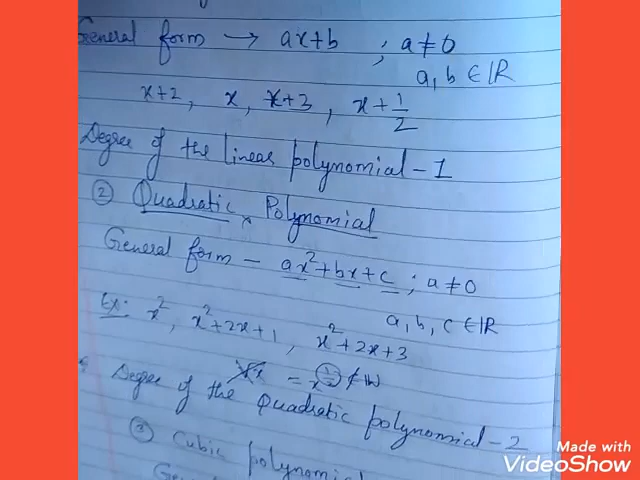 General form → ax+b ; a≠0
a, b ∈ ℝ
x+2, x, x+3, x+1/2
Degree of the linear polynomial - 1
② Quadratic Polynomial
General form - ax²+bx+c ; a≠0
a, b, c ∈ ℝ
Ex: x², x²+2x+1, x²+2x+3
= x^(1/2) ∉ W
Degree of the Quadratic polynomial - 2
③ Cubic polynomial
Made with
VideoShow